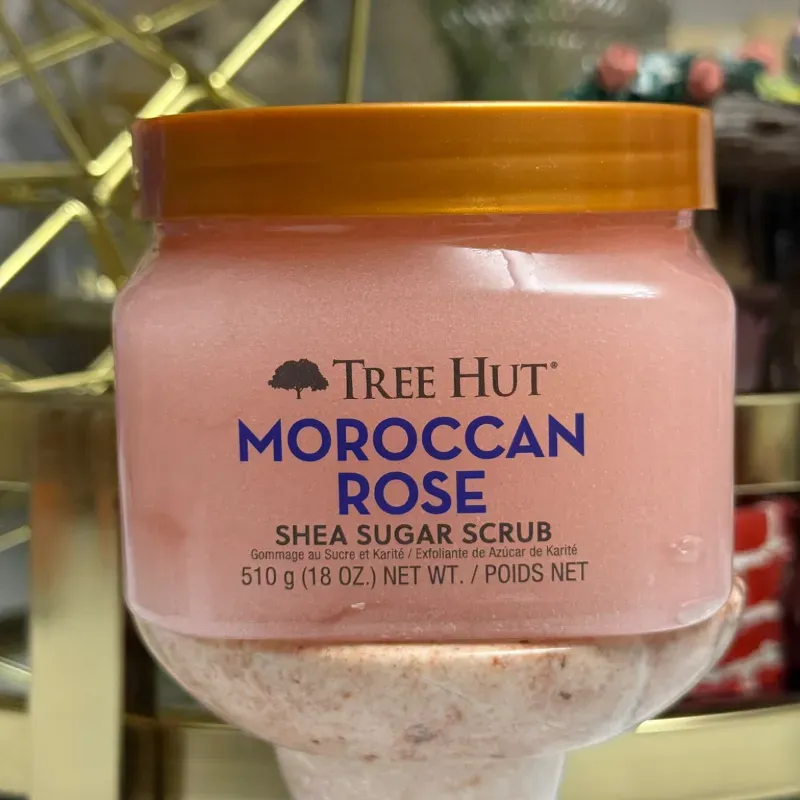 TREE HUT®
MOROCCAN
ROSE
SHEA SUGAR SCRUB
Gommage au Sucre et Karité / Exfoliante de Azúcar de Karité
510 g (18 OZ.) NET WT. / POIDS NET